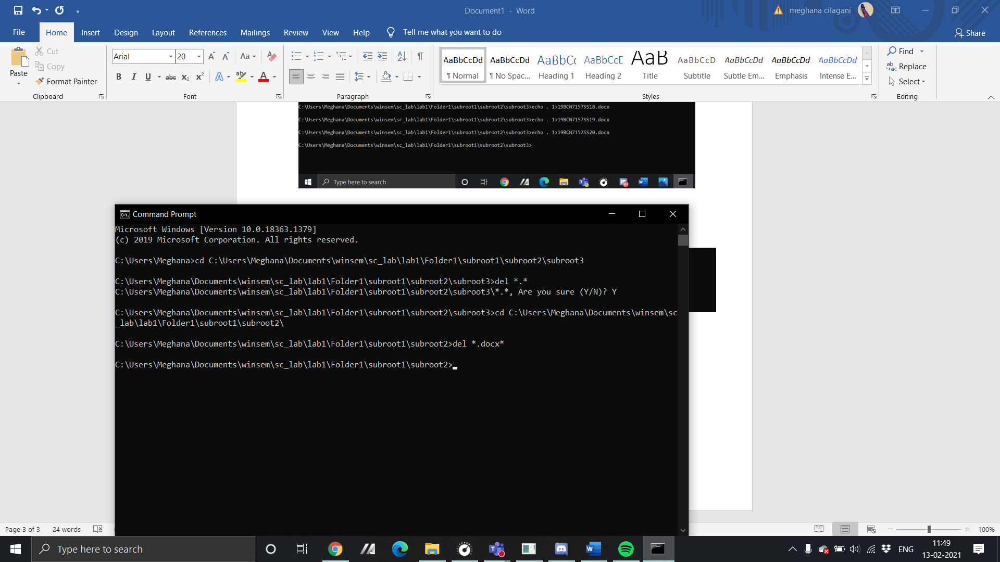 Document1 - Word
meghana cilagani
File Home Insert Design Layout References Mailings Review View Help Tell me what you want to do Share
Paste
Cut
Copy
Format Painter
Clipboard
Arial 20
Aa
B I U abc X2 X2 A ab A
Font
Paragraph
AaBbCcDd AaBbCcDd AaBbCc AaBbCcE AaB AaBbCcD AaBbCcDd AaBbCcDd AaBbCcDd
¶ Normal ¶ No Spac... Heading 1 Heading 2 Title Subtitle Subtle Em... Emphasis Intense E...
Styles
Find
Replace
Select
Editing
C:\Users\Meghana\Documents\winsem\sc_lab\lab1\Folder1\subroot1\subroot2\subroot3>echo . 1>19BCN7157SS18.docx
C:\Users\Meghana\Documents\winsem\sc_lab\lab1\Folder1\subroot1\subroot2\subroot3>echo . 1>19BCN7157SS19.docx
C:\Users\Meghana\Documents\winsem\sc_lab\lab1\Folder1\subroot1\subroot2\subroot3>echo . 1>19BCN7157SS20.docx
C:\Users\Meghana\Documents\winsem\sc_lab\lab1\Folder1\subroot1\subroot2\subroot3>
Type here to search
Command Prompt
Microsoft Windows [Version 10.0.18363.1379]
(c) 2019 Microsoft Corporation. All rights reserved.
C:\Users\Meghana>cd C:\Users\Meghana\Documents\winsem\sc_lab\lab1\Folder1\subroot1\subroot2\subroot3
C:\Users\Meghana\Documents\winsem\sc_lab\lab1\Folder1\subroot1\subroot2\subroot3>del *.*
C:\Users\Meghana\Documents\winsem\sc_lab\lab1\Folder1\subroot1\subroot2\subroot3\*.*, Are you sure (Y/N)? Y
C:\Users\Meghana\Documents\winsem\sc_lab\lab1\Folder1\subroot1\subroot2\subroot3>cd C:\Users\Meghana\Documents\winsem\sc
_lab\lab1\Folder1\subroot1\subroot2\
C:\Users\Meghana\Documents\winsem\sc_lab\lab1\Folder1\subroot1\subroot2>del *.docx*
C:\Users\Meghana\Documents\winsem\sc_lab\lab1\Folder1\subroot1\subroot2>
Page 3 of 3 24 words 100%
Type here to search
ENG
11:49
13-02-2021